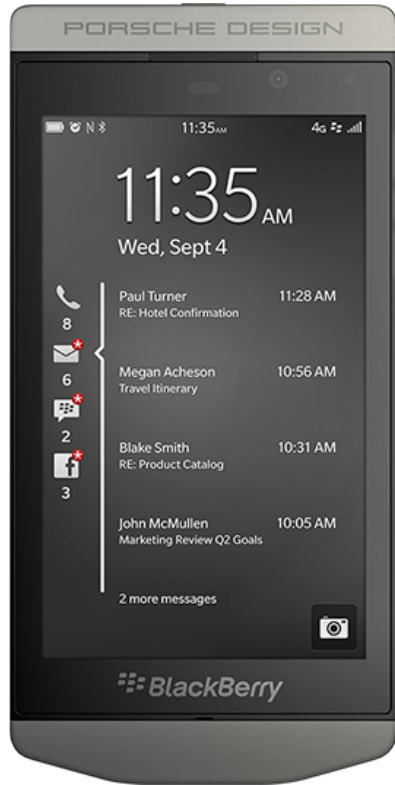 PORSCHE DESIGN
11:35AM
4G
11:35 AM
Wed, Sept 4
8
6
2
3
Paul Turner 11:28 AM
RE: Hotel Confirmation
Megan Acheson 10:56 AM
Travel Itinerary
Blake Smith 10:31 AM
RE: Product Catalog
John McMullen 10:05 AM
Marketing Review Q2 Goals
2 more messages
BlackBerry